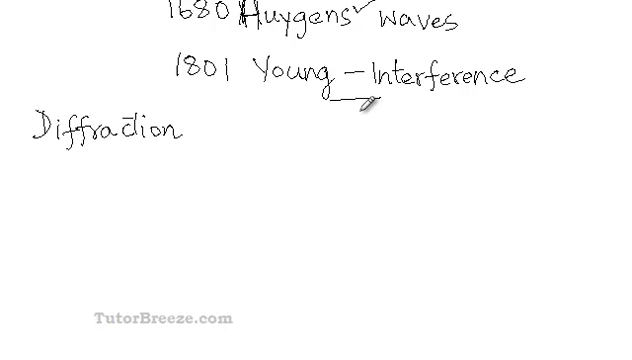 1680 Huygens waves
1801 Young - Interference
Diffraction
TutorBreeze.com